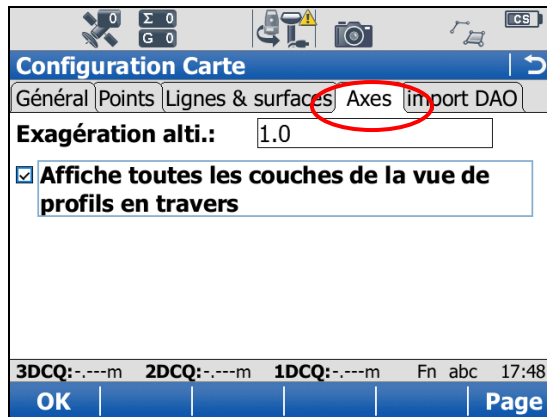 0 Σ 0
G 0
CS
Configuration Carte
Général Points Lignes & surfaces Axes import DAO
Exagération alti.: 1.0
Affiche toutes les couches de la vue de
profils en travers
3DCQ:-.---m 2DCQ:-.---m 1DCQ:-.---m Fn abc 17:48
OK Page